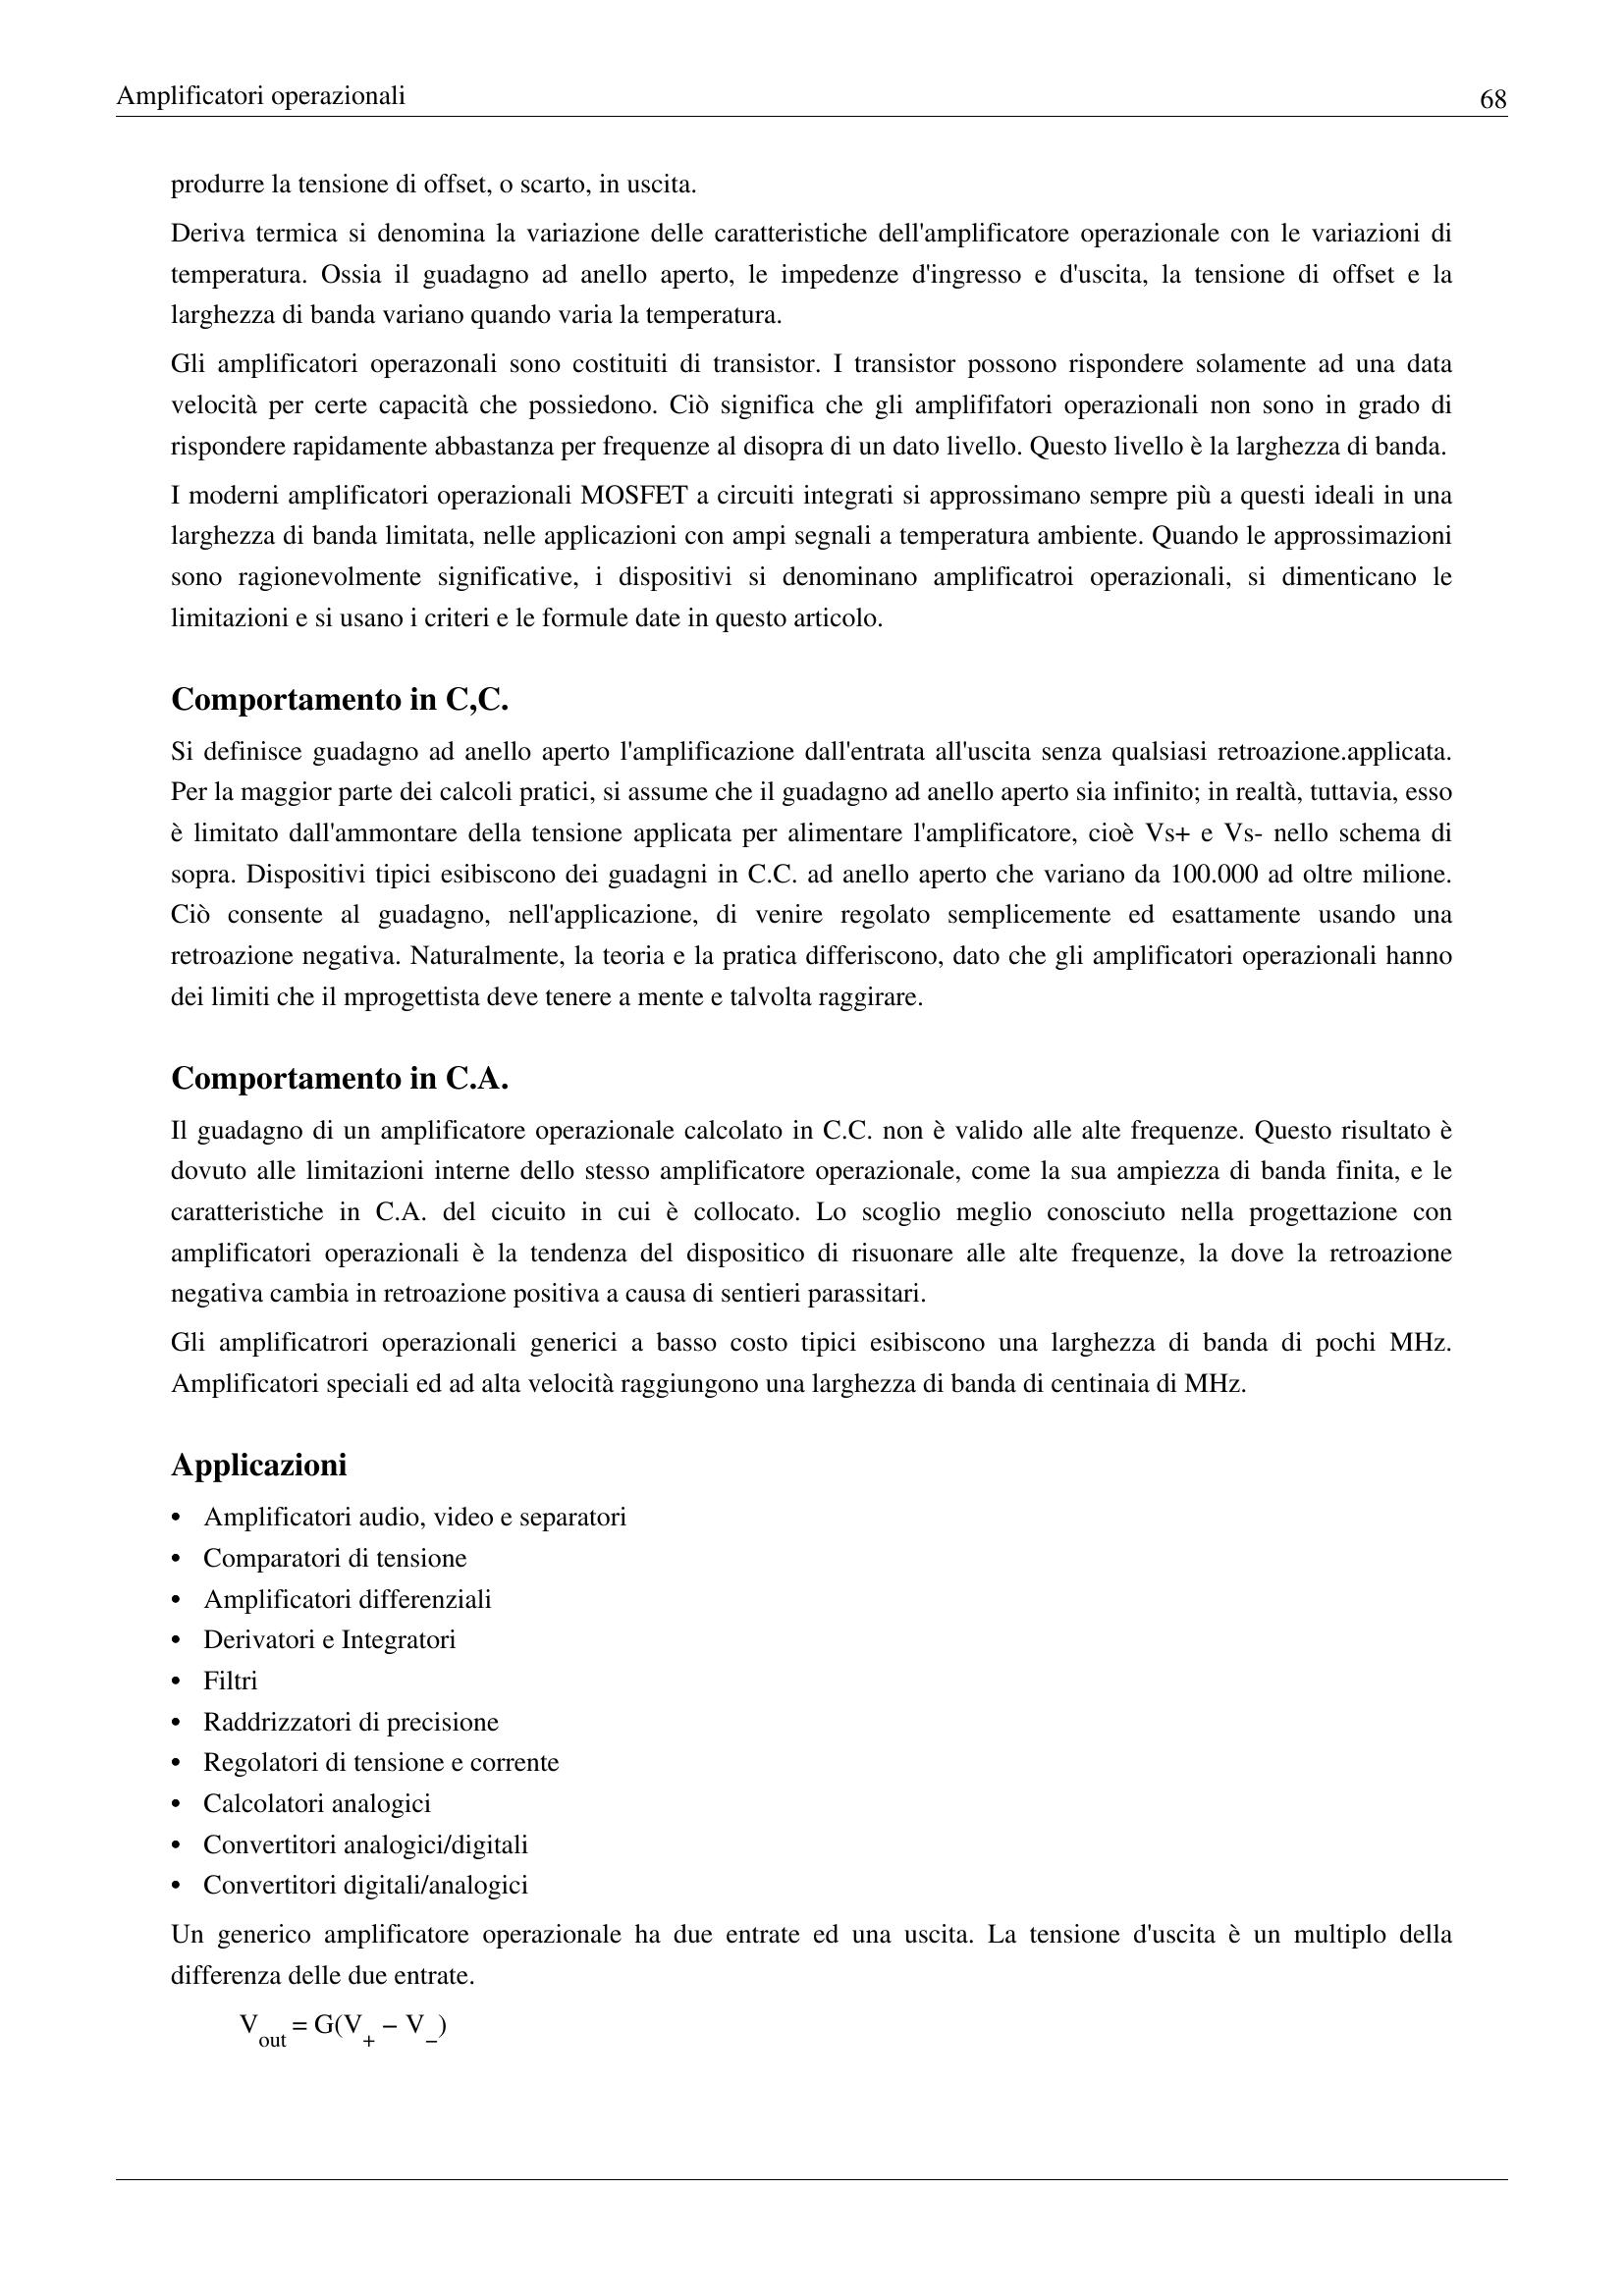 Amplificatori operazionali 68
produrre la tensione di offset, o scarto, in uscita.
Deriva termica si denomina la variazione delle caratteristiche dell'amplificatore operazionale con le variazioni di
temperatura. Ossia il guadagno ad anello aperto, le impedenze d'ingresso e d'uscita, la tensione di offset e la
larghezza di banda variano quando varia la temperatura.
Gli amplificatori operazonali sono costituiti di transistor. I transistor possono rispondere solamente ad una data
velocità per certe capacità che possiedono. Ciò significa che gli amplififatori operazionali non sono in grado di
rispondere rapidamente abbastanza per frequenze al disopra di un dato livello. Questo livello è la larghezza di banda.
I moderni amplificatori operazionali MOSFET a circuiti integrati si approssimano sempre più a questi ideali in una
larghezza di banda limitata, nelle applicazioni con ampi segnali a temperatura ambiente. Quando le approssimazioni
sono ragionevolmente significative, i dispositivi si denominano amplificatroi operazionali, si dimenticano le
limitazioni e si usano i criteri e le formule date in questo articolo.
Comportamento in C,C.
Si definisce guadagno ad anello aperto l'amplificazione dall'entrata all'uscita senza qualsiasi retroazione.applicata.
Per la maggior parte dei calcoli pratici, si assume che il guadagno ad anello aperto sia infinito; in realtà, tuttavia, esso
è limitato dall'ammontare della tensione applicata per alimentare l'amplificatore, cioè Vs+ e Vs- nello schema di
sopra. Dispositivi tipici esibiscono dei guadagni in C.C. ad anello aperto che variano da 100.000 ad oltre milione.
Ciò consente al guadagno, nell'applicazione, di venire regolato semplicemente ed esattamente usando una
retroazione negativa. Naturalmente, la teoria e la pratica differiscono, dato che gli amplificatori operazionali hanno
dei limiti che il mprogettista deve tenere a mente e talvolta raggirare.
Comportamento in C.A.
Il guadagno di un amplificatore operazionale calcolato in C.C. non è valido alle alte frequenze. Questo risultato è
dovuto alle limitazioni interne dello stesso amplificatore operazionale, come la sua ampiezza di banda finita, e le
caratteristiche in C.A. del cicuito in cui è collocato. Lo scoglio meglio conosciuto nella progettazione con
amplificatori operazionali è la tendenza del dispositico di risuonare alle alte frequenze, la dove la retroazione
negativa cambia in retroazione positiva a causa di sentieri parassitari.
Gli amplificatrori operazionali generici a basso costo tipici esibiscono una larghezza di banda di pochi MHz.
Amplificatori speciali ed ad alta velocità raggiungono una larghezza di banda di centinaia di MHz.
Applicazioni
• Amplificatori audio, video e separatori
• Comparatori di tensione
• Amplificatori differenziali
• Derivatori e Integratori
• Filtri
• Raddrizzatori di precisione
• Regolatori di tensione e corrente
• Calcolatori analogici
• Convertitori analogici/digitali
• Convertitori digitali/analogici
Un generico amplificatore operazionale ha due entrate ed una uscita. La tensione d'uscita è un multiplo della
differenza delle due entrate.
V_out = G(V_+ − V_−)